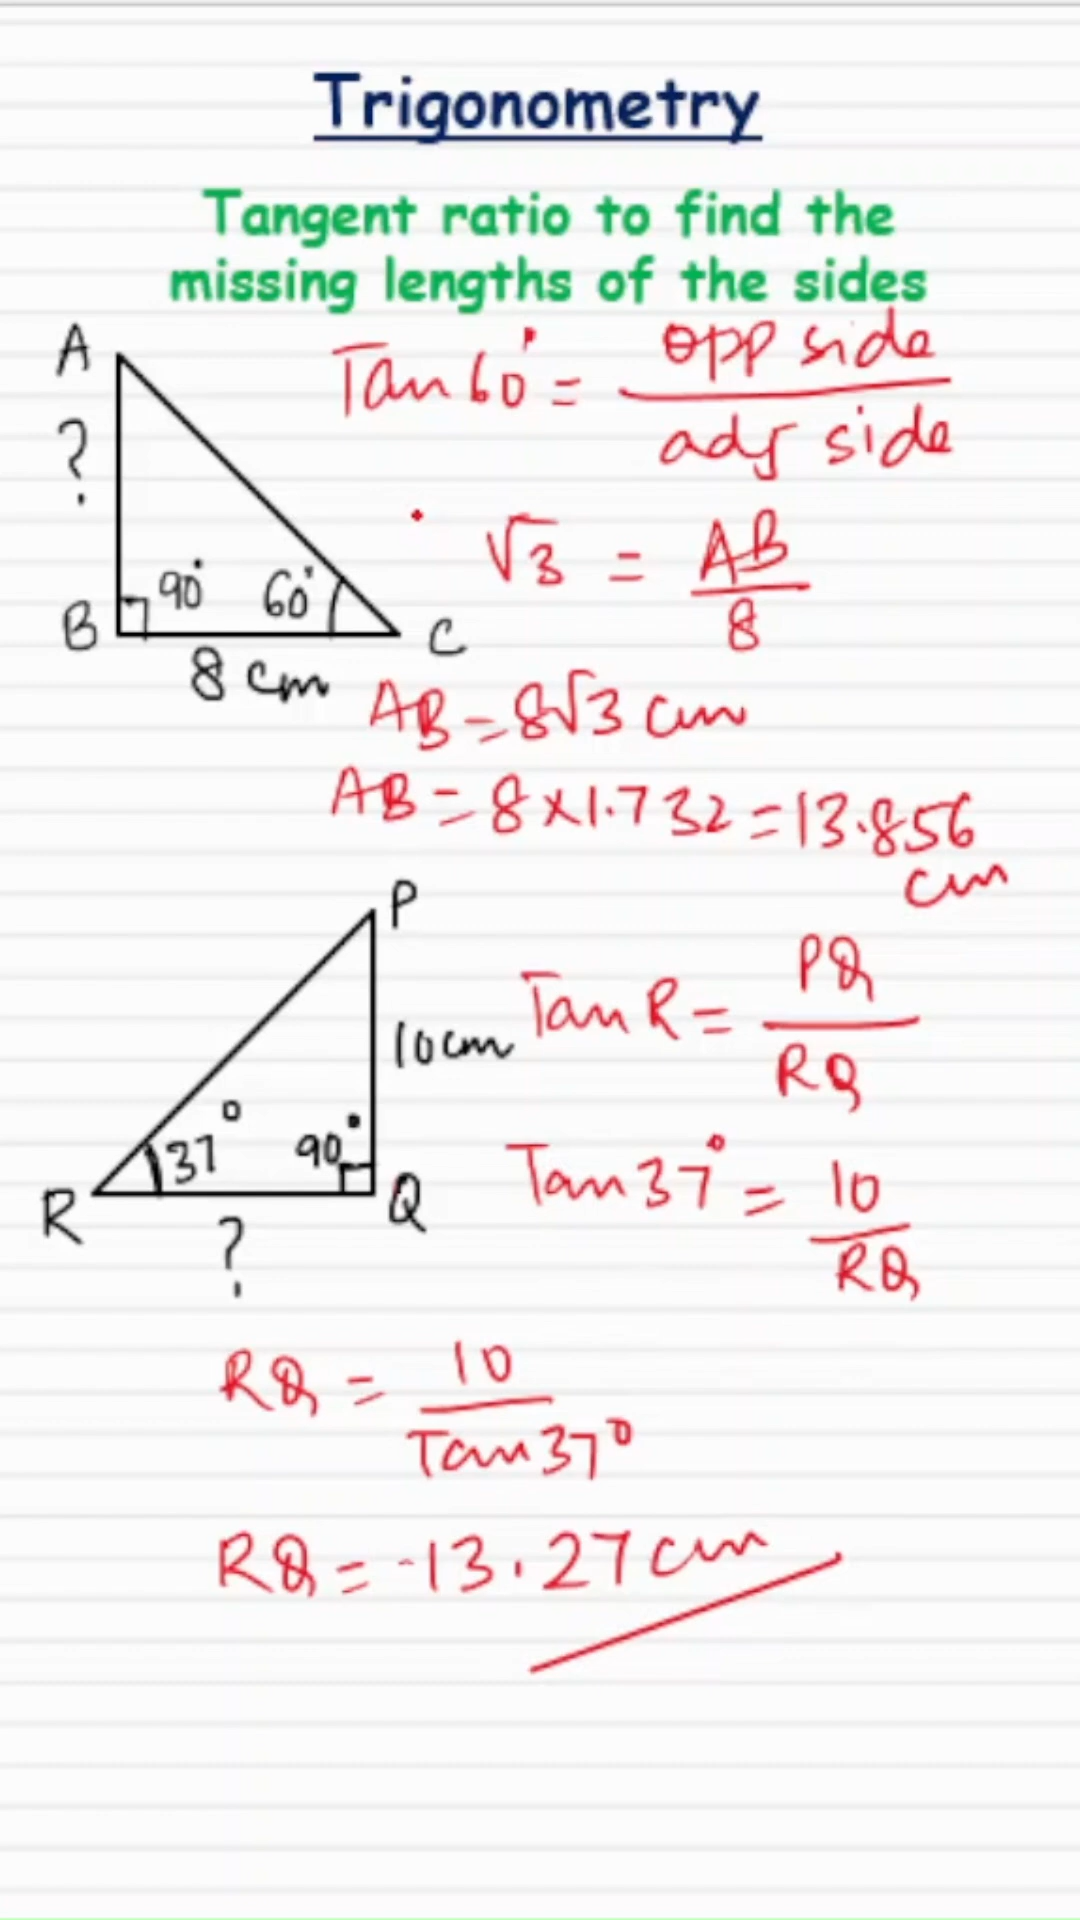 Trigonometry
Tangent ratio to find the
missing lengths of the sides
A
?
B
90°
60°
C
8 cm
Tan 60° = opp side
adj side
√3 = AB
8
AB = 8√3 cm
AB = 8 × 1.732 = 13.856
cm
P
10 cm
37°
90°
R
Q
?
Tan R = PQ
RQ
Tan 37° = 10
RQ
RQ = 10
Tan 37°
RQ = 13.27 cm